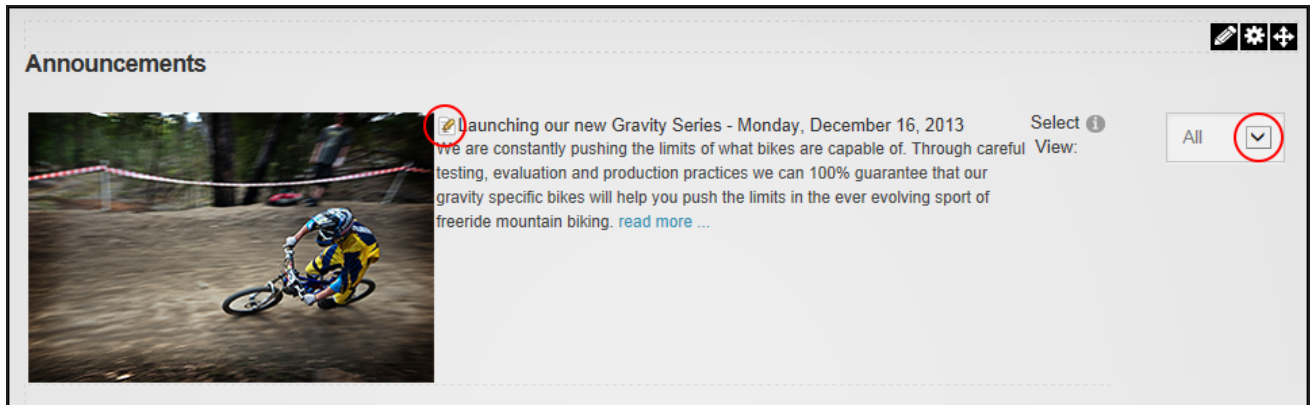 Announcements
Launching our new Gravity Series - Monday, December 16, 2013
We are constantly pushing the limits of what bikes are capable of. Through careful
testing, evaluation and production practices we can 100% guarantee that our
gravity specific bikes will help you push the limits in the ever evolving sport of
freeride mountain biking. read more ...
Select
View:
All